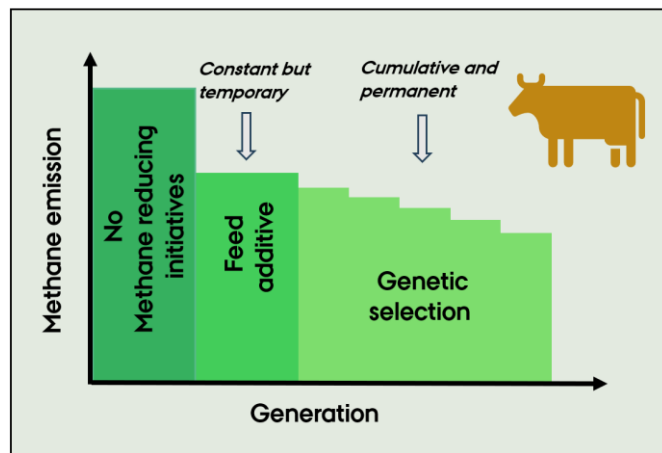 Constant but
temporary
Cumulative and
permanent
Methane emission
No
Methane reducing
initiatives
Feed
additive
Genetic
selection
Generation